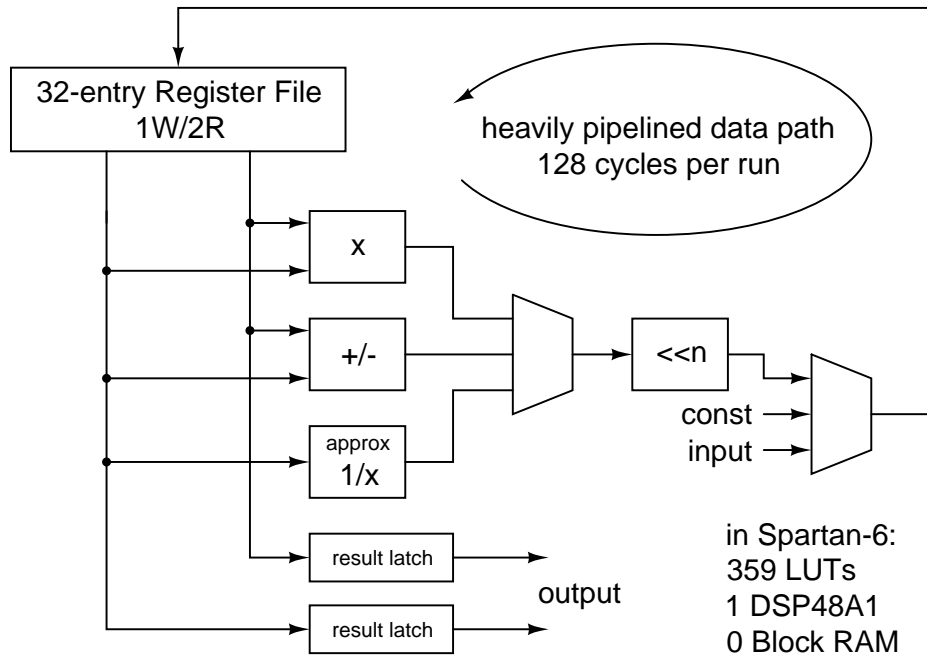 32-entry Register File
1W/2R
heavily pipelined data path
128 cycles per run
x
+/-
<<n
const
input
approx
1/x
result latch
output
result latch
in Spartan-6:
359 LUTs
1 DSP48A1
0 Block RAM